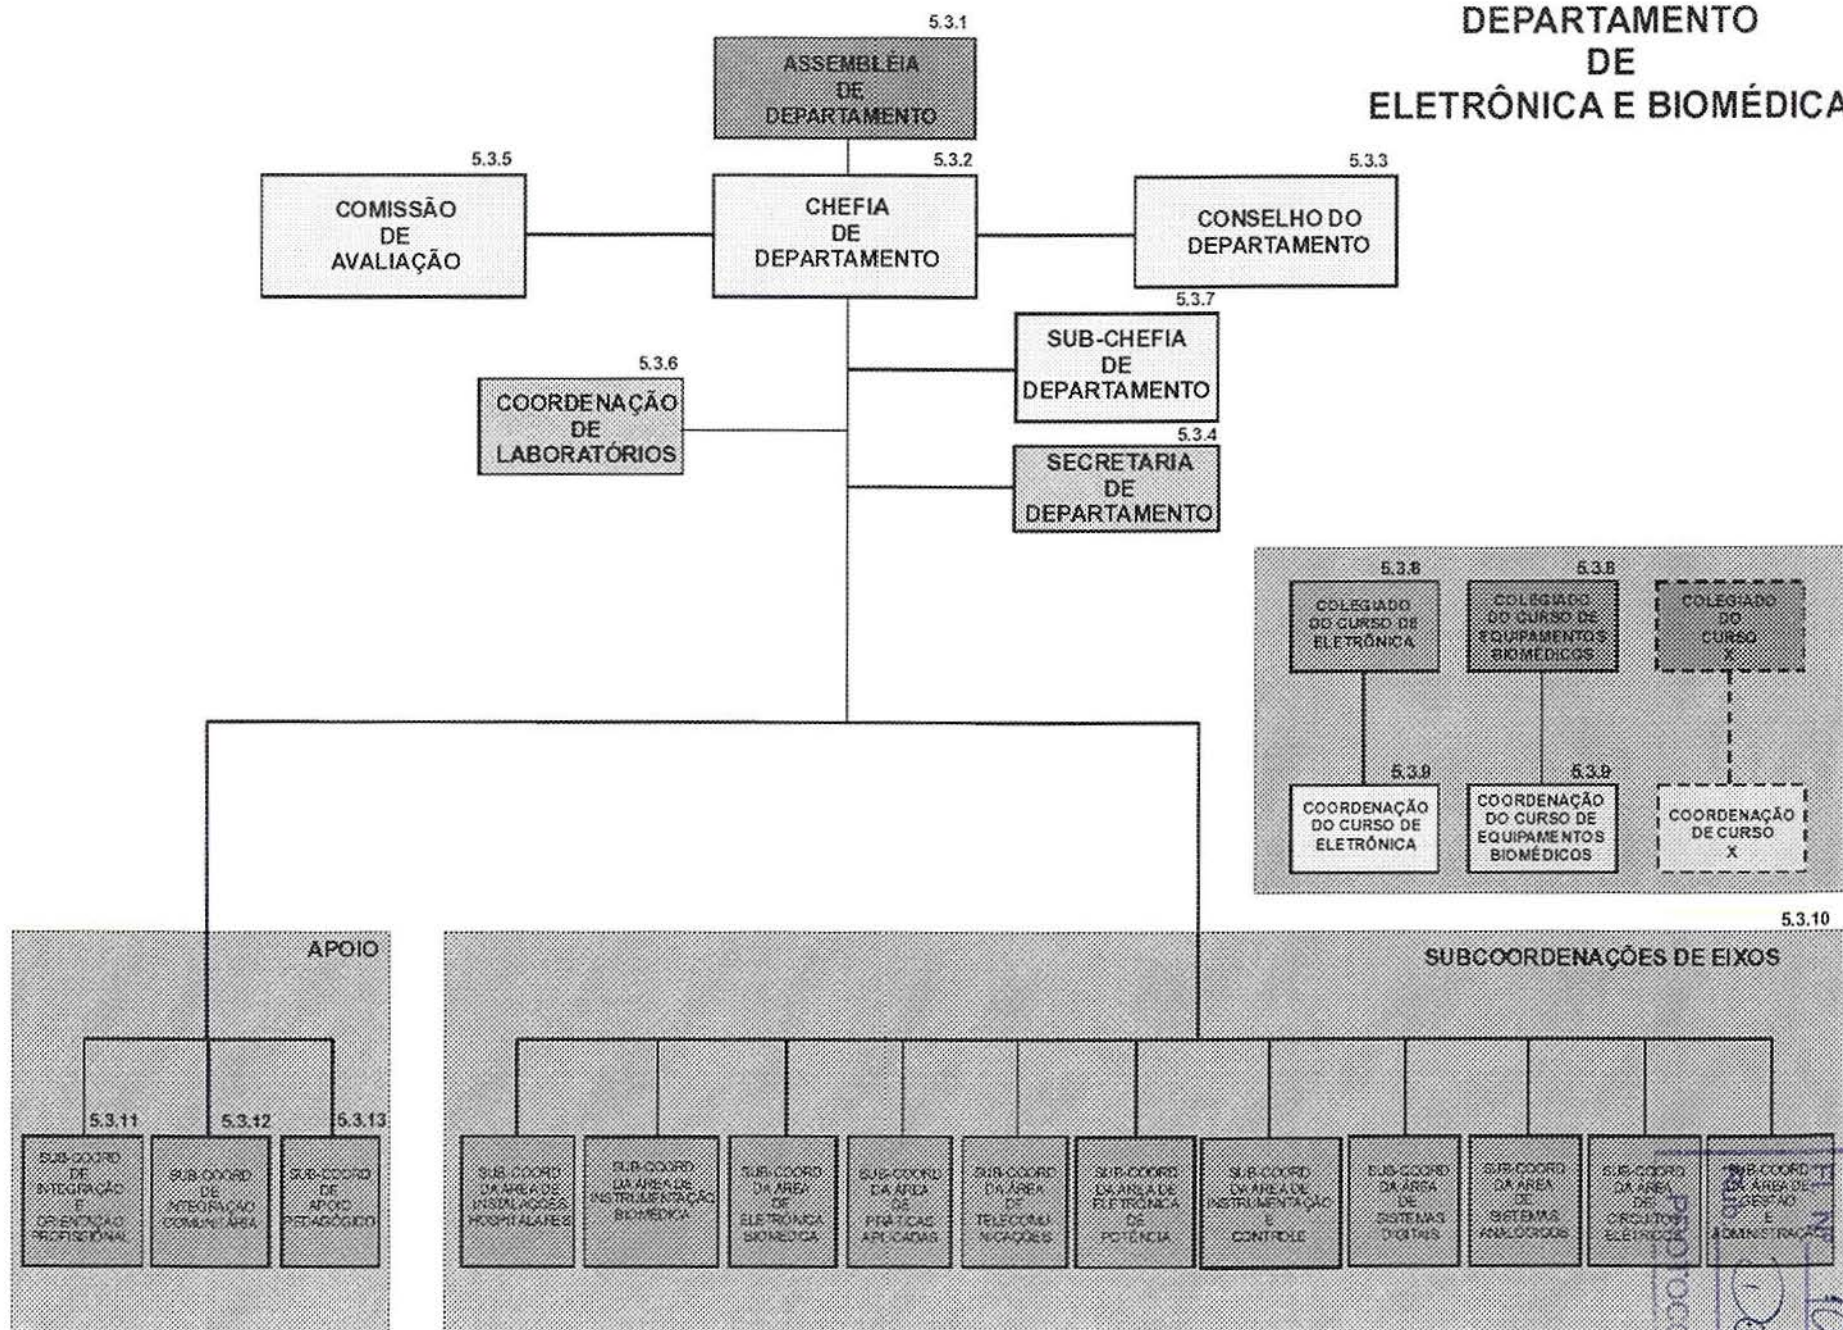 DEPARTAMENTO
DE
ELETRÔNICA E BIOMÉDICA
5.3.1
ASSEMBLÉIA
DE
DEPARTAMENTO
5.3.5
COMISSÃO
DE
AVALIAÇÃO
5.3.2
CHEFIA
DE
DEPARTAMENTO
5.3.3
CONSELHO DO
DEPARTAMENTO
5.3.7
SUB-CHEFIA
DE
DEPARTAMENTO
5.3.6
COORDENAÇÃO
DE
LABORATÓRIOS
5.3.4
SECRETARIA
DE
DEPARTAMENTO
5.3.8
COLEGIADO
DO CURSO DE
ELETRÔNICA
5.3.8
COLEGIADO
DO CURSO DE
EQUIPAMENTOS
BIOMÉDICOS
COLEGIADO
DO
CURSO
X
5.3.9
COORDENAÇÃO
DO CURSO DE
ELETRÔNICA
5.3.9
COORDENAÇÃO
DO CURSO DE
EQUIPAMENTOS
BIOMÉDICOS
COORDENAÇÃO
DE CURSO
X
APOIO
5.3.11
SUB-COORD
DE
INTEGRAÇÃO
E
ORIENTAÇÃO
PROFISSIONAL
5.3.12
SUB-COORD
DE
INTEGRAÇÃO
COMUNITÁRIA
5.3.13
SUB-COORD
DE
APOIO
PEDAGÓGICO
5.3.10
SUBCOORDENAÇÕES DE EIXOS
SUB-COORD
DA ÁREA DE
INSTALAÇÕES
HOSPITALARES
SUB-COORD
DA ÁREA DE
INSTRUMENTAÇÃO
BIOMÉDICA
SUB-COORD
DA ÁREA
DE
ELETRÔNICA
BIOMÉDICA
SUB-COORD
DA ÁREA
DE
PRÁTICAS
APLICADAS
SUB-COORD
DA ÁREA
DE
TELECOMU-
NICAÇÕES
SUB-COORD
DA ÁREA DE
ELETRÔNICA
DE
POTÊNCIA
SUB-COORD
DA ÁREA DE
INSTRUMENTAÇÃO
E
CONTROLE
SUB-COORD
DA ÁREA
DE
SISTEMAS
DIGITAIS
SUB-COORD
DA ÁREA
DE
SISTEMAS
ANALÓGICOS
SUB-COORD
DA ÁREA
DE
CIRCUITOS
ELÉTRICOS
SUB-COORD
DA ÁREA DE
GESTÃO
E
ADMINISTRAÇÃO